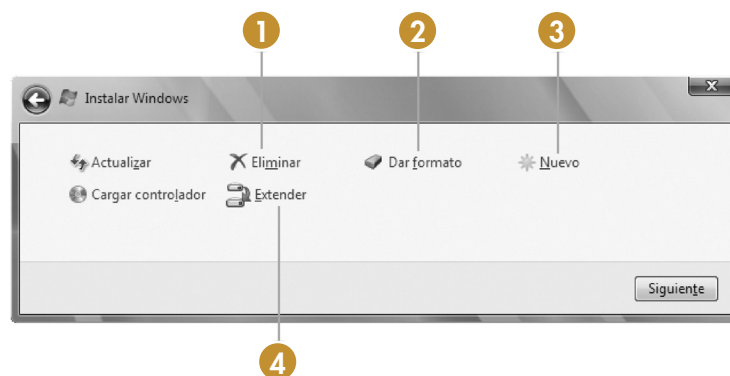 1 2 3
Instalar Windows
Actualizar Eliminar Dar formato Nuevo
Cargar controlador Extender
Siguiente
4